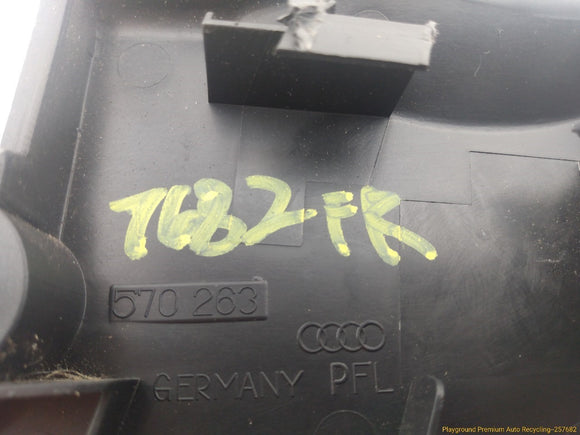 7682-FR
570 263
GERMANY PFL
Playground Premium Auto Recycling--257682